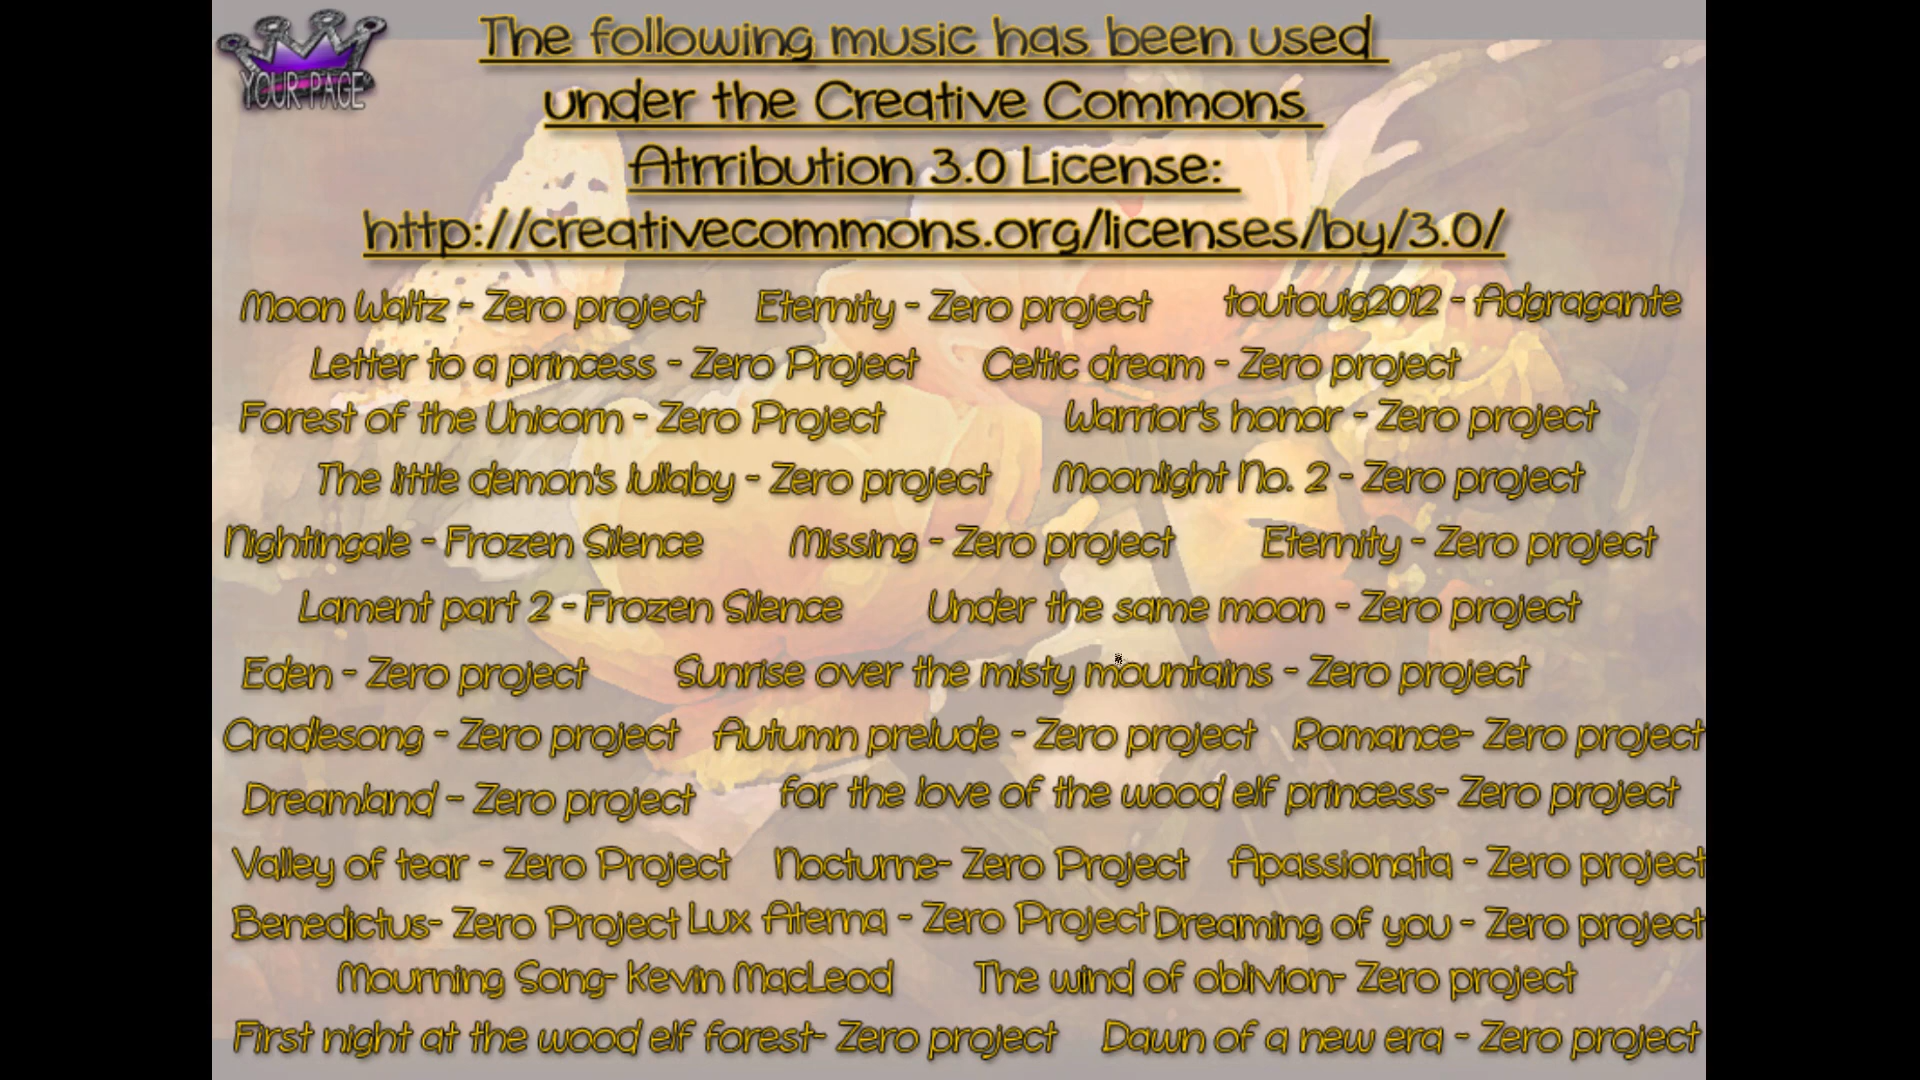 YOUR PAGE
The following music has been used
under the Creative Commons
Atrrribution 3.0 License:
http://creativecommons.org/licenses/by/3.0/
Moon Waltz - Zero project Eternity - Zero project toutouig2012 - Adgragante
Letter to a princess - Zero Project Celtic dream - Zero project
Forest of the Unicorn - Zero Project Warrior's honor - Zero project
The little demon's lullaby - Zero project Moonlight No. 2 - Zero project
Nightingale - Frozen Silence Missing - Zero project Eternity - Zero project
Lament part 2 - Frozen Silence Under the same moon - Zero project
Eden - Zero project Sunrise over the misty mountains - Zero project
Cradlesong - Zero project Autumn prelude - Zero project Romance- Zero project
Dreamland - Zero project for the love of the wood elf princess- Zero project
Valley of tear - Zero Project Nocturne- Zero Project Apassionata - Zero project
Benedictus- Zero Project Lux Aterna - Zero Project Dreaming of you - Zero project
Mourning Song- Kevin MacLeod The wind of oblivion- Zero project
First night at the wood elf forest- Zero project Dawn of a new era - Zero project